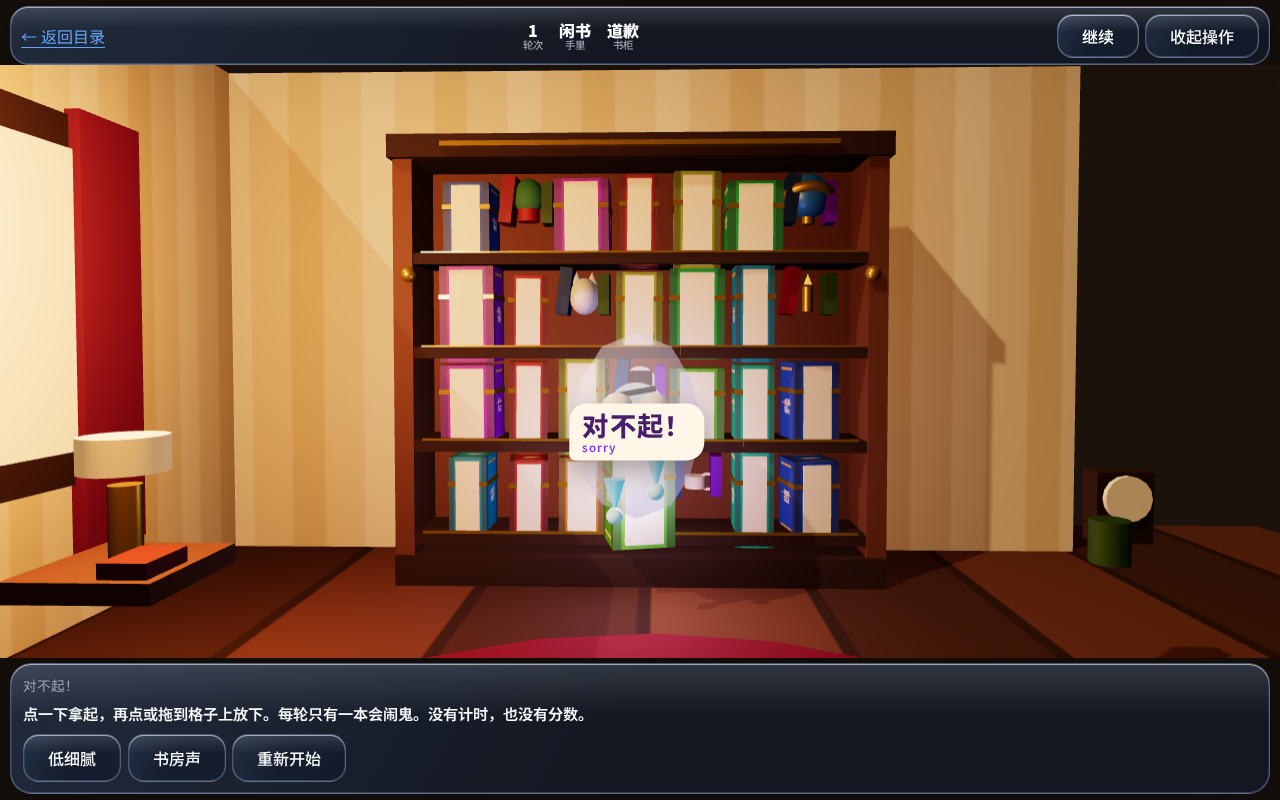 ← 返回目录
1
轮次
闲书
手里
道歉
书柜
继续
收起操作
对不起！
sorry
对不起！
点一下拿起，再点或拖到格子上放下。每轮只有一本会闹鬼。没有计时，也没有分数。
低细腻
书房声
重新开始